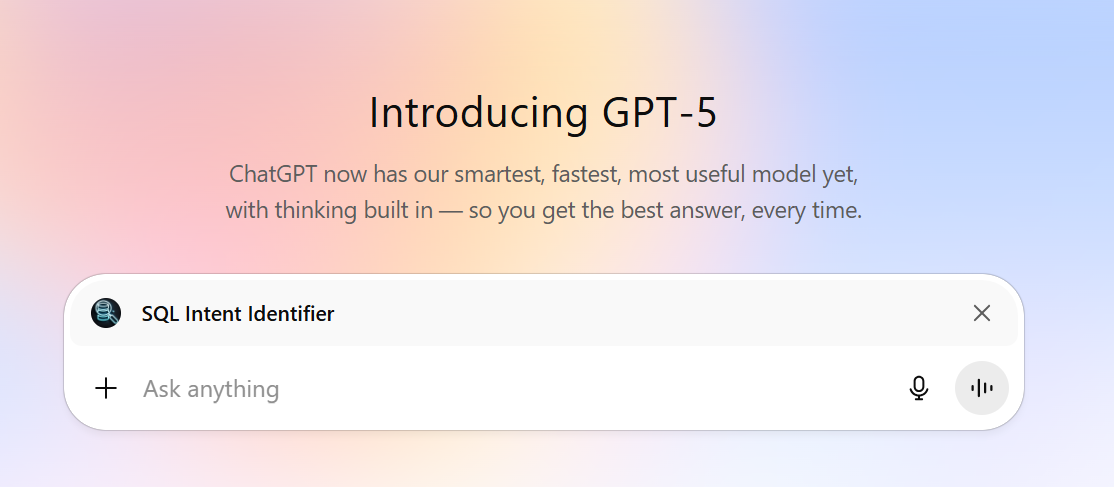 Introducing GPT-5
ChatGPT now has our smartest, fastest, most useful model yet,
with thinking built in — so you get the best answer, every time.
SQL Intent Identifier
Ask anything